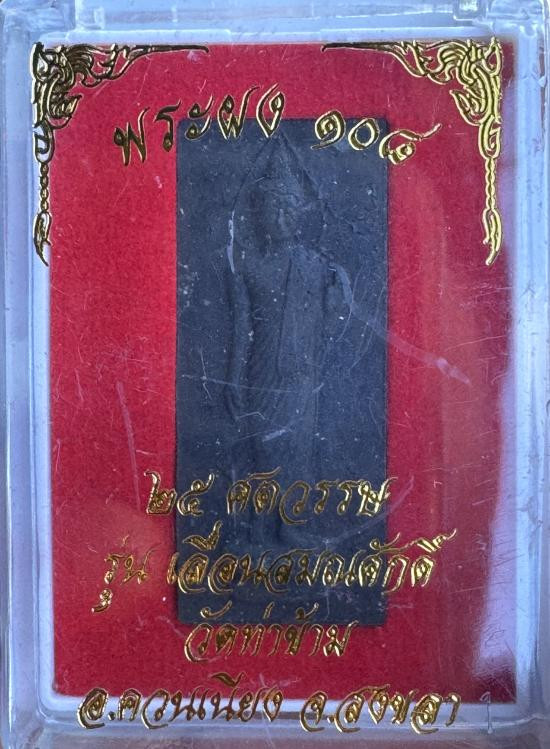 พระผง ๑๐๘
๒๕ ศตวรรษ
รุ่น เลื่อนสมณศักดิ์
วัดท่าข้าม
อ.ควนเนียง จ.สงขลา